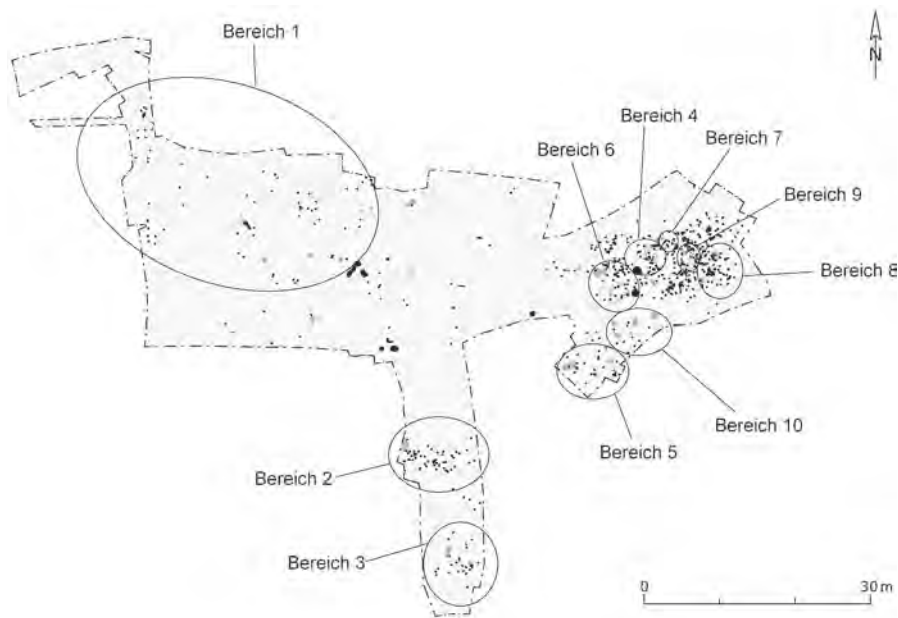 Bereich 1
N
Bereich 4
Bereich 7
Bereich 6
Bereich 9
Bereich 8
Bereich 10
Bereich 5
Bereich 2
Bereich 3
0 30 m